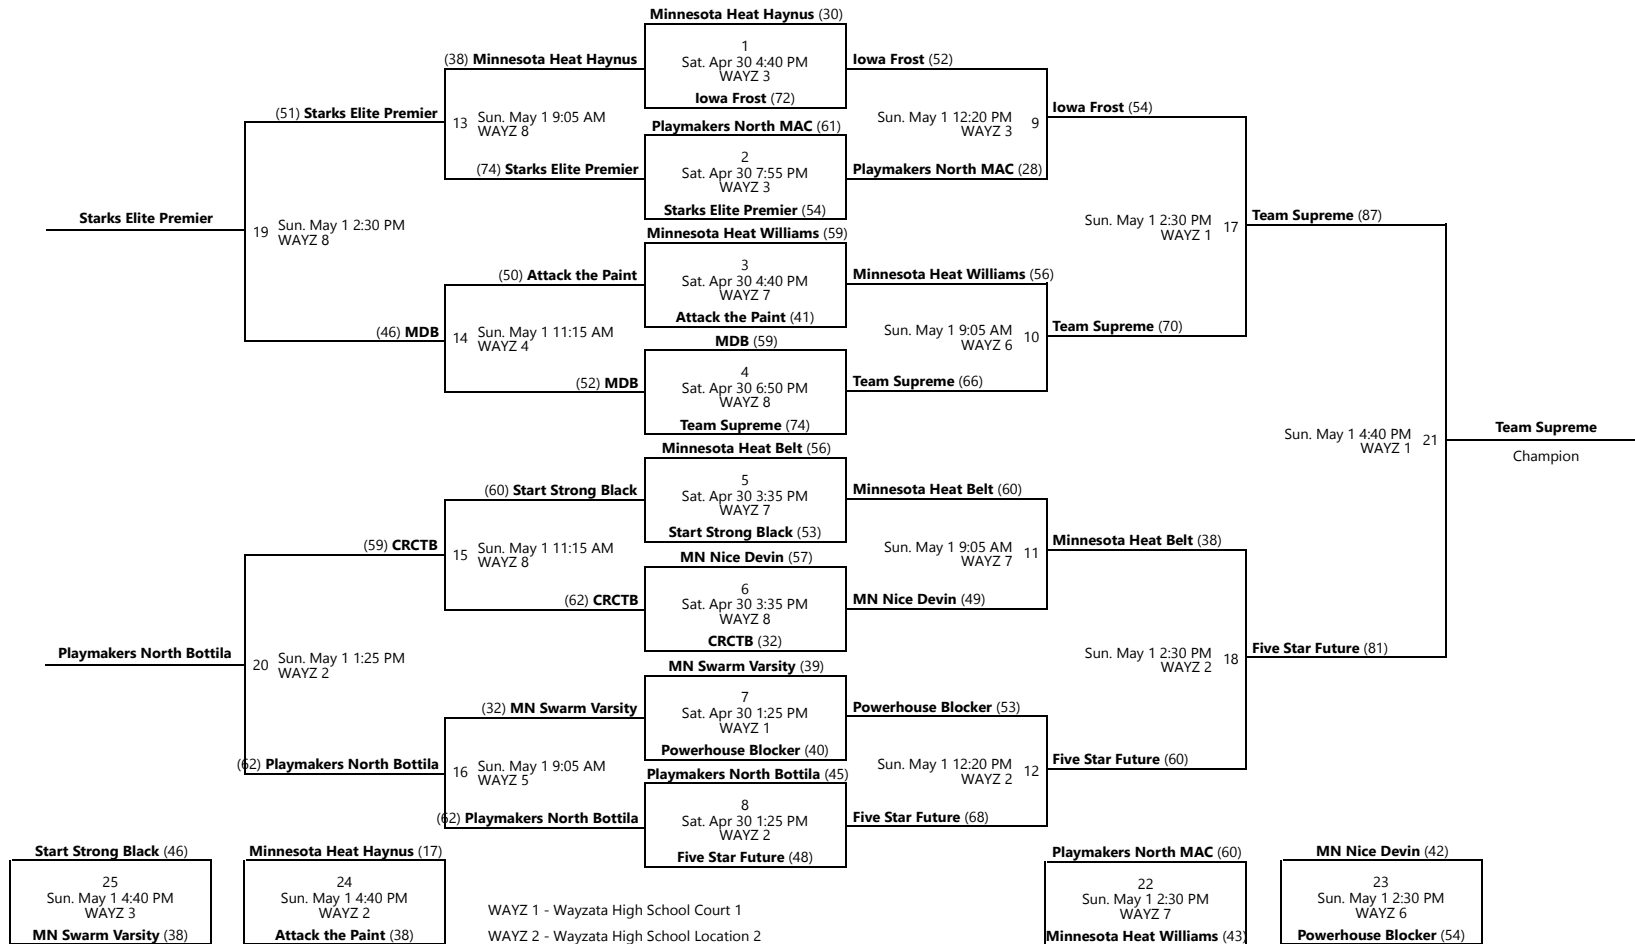 Minnesota Heat Haynus (30)
1
Sat. Apr 30 4:40 PM
WAYZ 3
Iowa Frost (72)
Playmakers North MAC (61)
2
Sat. Apr 30 7:55 PM
WAYZ 3
Starks Elite Premier (54)
Minnesota Heat Williams (59)
3
Sat. Apr 30 4:40 PM
WAYZ 7
Attack the Paint (41)
MDB (59)
4
Sat. Apr 30 6:50 PM
WAYZ 8
Team Supreme (74)
Minnesota Heat Belt (56)
5
Sat. Apr 30 3:35 PM
WAYZ 7
Start Strong Black (53)
MN Nice Devin (57)
6
Sat. Apr 30 3:35 PM
WAYZ 8
CRCTB (32)
MN Swarm Varsity (39)
7
Sat. Apr 30 1:25 PM
WAYZ 1
Powerhouse Blocker (40)
Playmakers North Bottila (45)
8
Sat. Apr 30 1:25 PM
WAYZ 2
Five Star Future (48)
(38) Minnesota Heat Haynus
13 Sun. May 1 9:05 AM
WAYZ 8
(74) Starks Elite Premier
(50) Attack the Paint
14 Sun. May 1 11:15 AM
WAYZ 4
(52) MDB
(60) Start Strong Black
15 Sun. May 1 11:15 AM
WAYZ 8
(62) CRCTB
(32) MN Swarm Varsity
16 Sun. May 1 9:05 AM
WAYZ 5
(62) Playmakers North Bottila
(51) Starks Elite Premier
19 Sun. May 1 2:30 PM
WAYZ 8
(46) MDB
(59) CRCTB
20 Sun. May 1 1:25 PM
WAYZ 2
(62) Playmakers North Bottila
Starks Elite Premier
Playmakers North Bottila
Iowa Frost (52)
Sun. May 1 12:20 PM 9
WAYZ 3
Playmakers North MAC (28)
Minnesota Heat Williams (56)
Sun. May 1 9:05 AM 10
WAYZ 6
Team Supreme (66)
Minnesota Heat Belt (60)
Sun. May 1 9:05 AM 11
WAYZ 7
MN Nice Devin (49)
Powerhouse Blocker (53)
Sun. May 1 12:20 PM 12
WAYZ 2
Five Star Future (68)
Iowa Frost (54)
Sun. May 1 2:30 PM 17
WAYZ 1
Team Supreme (70)
Minnesota Heat Belt (38)
Sun. May 1 2:30 PM 18
WAYZ 2
Five Star Future (60)
Team Supreme (87)
Sun. May 1 4:40 PM 21
WAYZ 1
Five Star Future (81)
Team Supreme
Champion
Start Strong Black (46)
25
Sun. May 1 4:40 PM
WAYZ 3
MN Swarm Varsity (38)
Minnesota Heat Haynus (17)
24
Sun. May 1 4:40 PM
WAYZ 2
Attack the Paint (38)
WAYZ 1 - Wayzata High School Court 1
WAYZ 2 - Wayzata High School Location 2
Playmakers North MAC (60)
22
Sun. May 1 2:30 PM
WAYZ 7
Minnesota Heat Williams (43)
MN Nice Devin (42)
23
Sun. May 1 2:30 PM
WAYZ 6
Powerhouse Blocker (54)